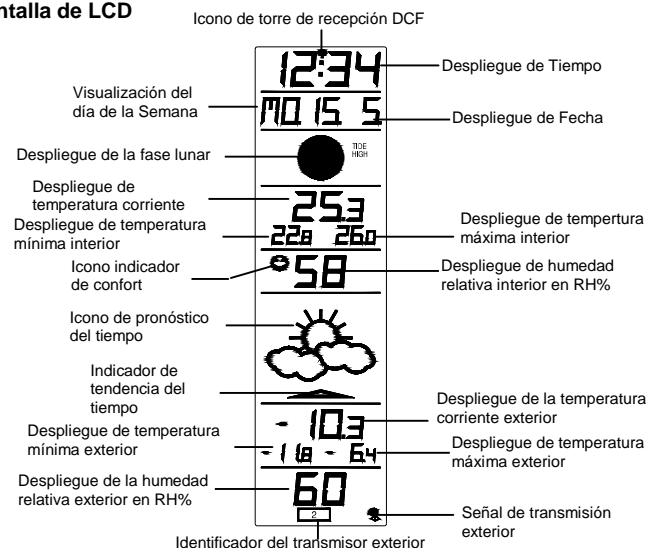 ntalla de LCD
Icono de torre de recepción DCF
12:34
Despliegue de Tiempo
Visualización del
día de la Semana
MO. 15. 5.
Despliegue de Fecha
Despliegue de la fase lunar
TIDE
HIGH
Despliegue de
temperatura corriente
25.3
Despliegue de temperatura
mínima interior
22.8 26.0
Despliegue de tempertura
máxima interior
Icono indicador
de confort
58
Despliegue de humedad
relativa interior en RH%
Icono de pronóstico
del tiempo
Indicador de
tendencia del
tiempo
Despliegue de la temperatura
corriente exterior
-10.3
Despliegue de temperatura
mínima exterior
-11.8 -6.4
Despliegue de temperatura
máxima exterior
Despliegue de la humedad
relativa exterior en RH%
60
2
Señal de transmisión
exterior
Identificador del transmisor exterior